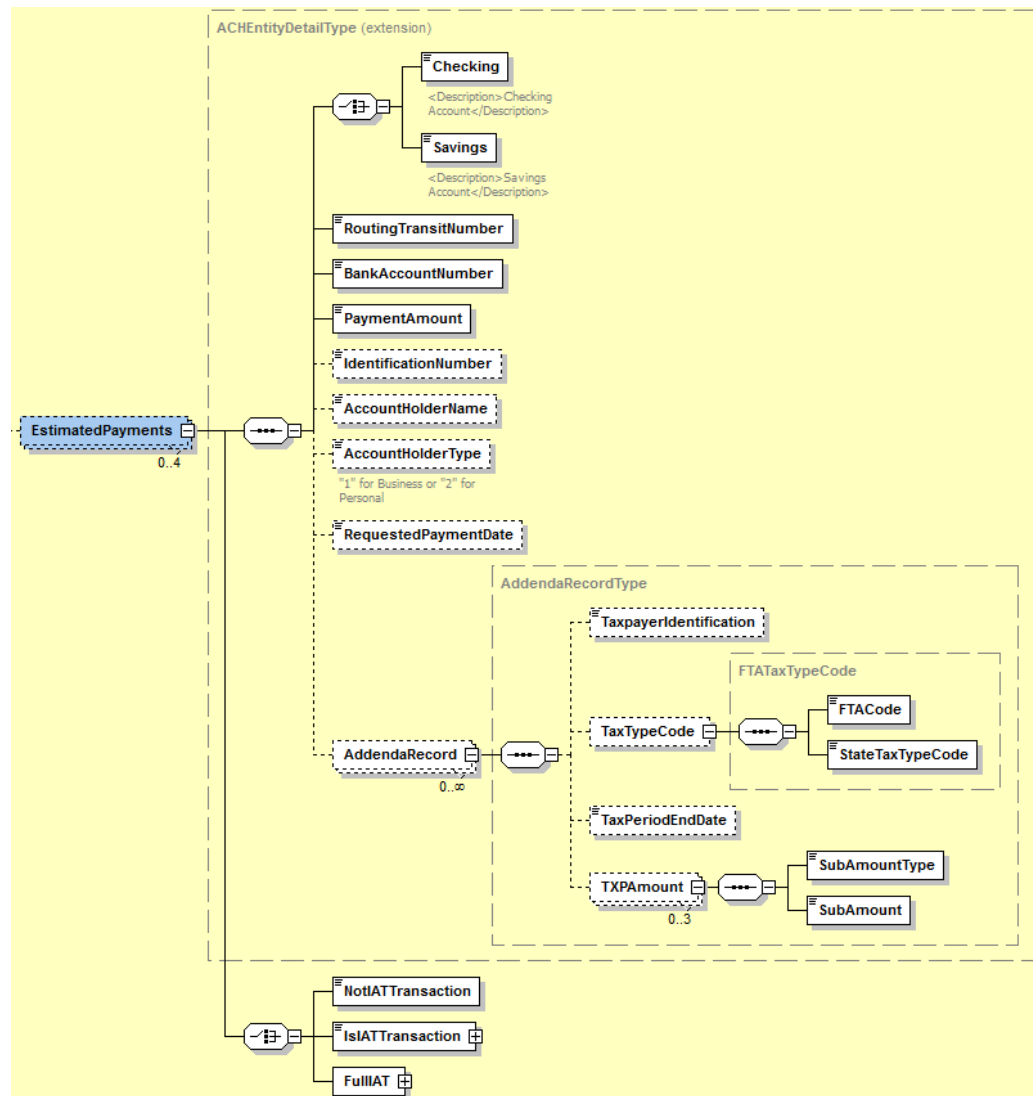 ACHEntityDetailType (extension)
Checking
<Description>Checking
Account</Description>
Savings
<Description>Savings
Account</Description>
RoutingTransitNumber
BankAccountNumber
PaymentAmount
IdentificationNumber
AccountHolderName
EstimatedPayments
0..4
AccountHolderType
"1" for Business or "2" for
Personal
RequestedPaymentDate
AddendaRecordType
TaxpayerIdentification
FTATaxTypeCode
FTACode
TaxTypeCode
StateTaxTypeCode
AddendaRecord
0..∞
TaxPeriodEndDate
SubAmountType
TXPAmount
0..3
SubAmount
NotIATTransaction
IsIATTransaction
FullIAT